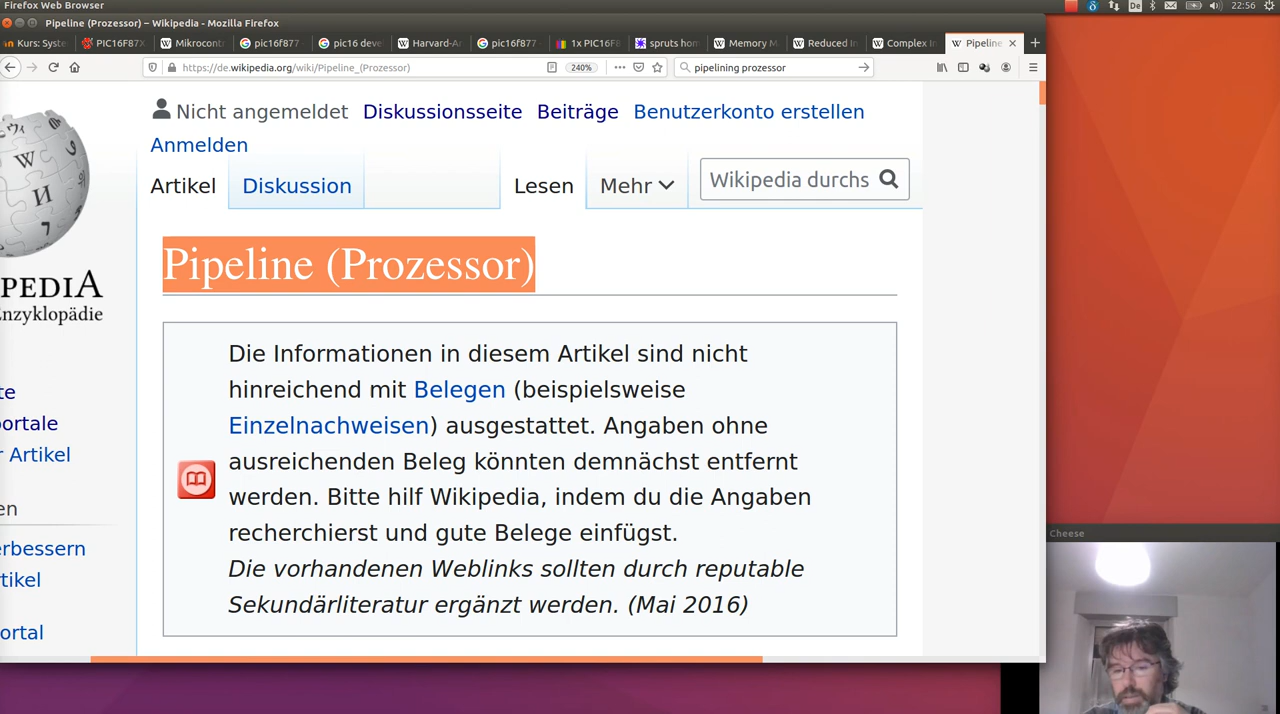 Firefox Web Browser
De
22:56
Pipeline (Prozessor) – Wikipedia - Mozilla Firefox
Kurs: Syste
PIC16F87X
Mikrocont
pic16f877
pic16 deve
Harvard-Ar
pic16f877
1x PIC16F8
spruts hom
Memory M
Reduced In
Complex In
Pipeline
https://de.wikipedia.org/wiki/Pipeline_(Prozessor)
240%
pipelining prozessor
Nicht angemeldet Diskussionsseite Beiträge Benutzerkonto erstellen
Anmelden
Artikel Diskussion Lesen Mehr Wikipedia durchs
Pipeline (Prozessor)
PEDIA
nzyklopädie
Die Informationen in diesem Artikel sind nicht
hinreichend mit Belegen (beispielsweise
Einzelnachweisen) ausgestattet. Angaben ohne
ausreichenden Beleg könnten demnächst entfernt
werden. Bitte hilf Wikipedia, indem du die Angaben
recherchierst und gute Belege einfügst.
Die vorhandenen Weblinks sollten durch reputable
Sekundärliteratur ergänzt werden. (Mai 2016)
te
ortale
r Artikel
en
erbessern
tikel
ortal
Cheese